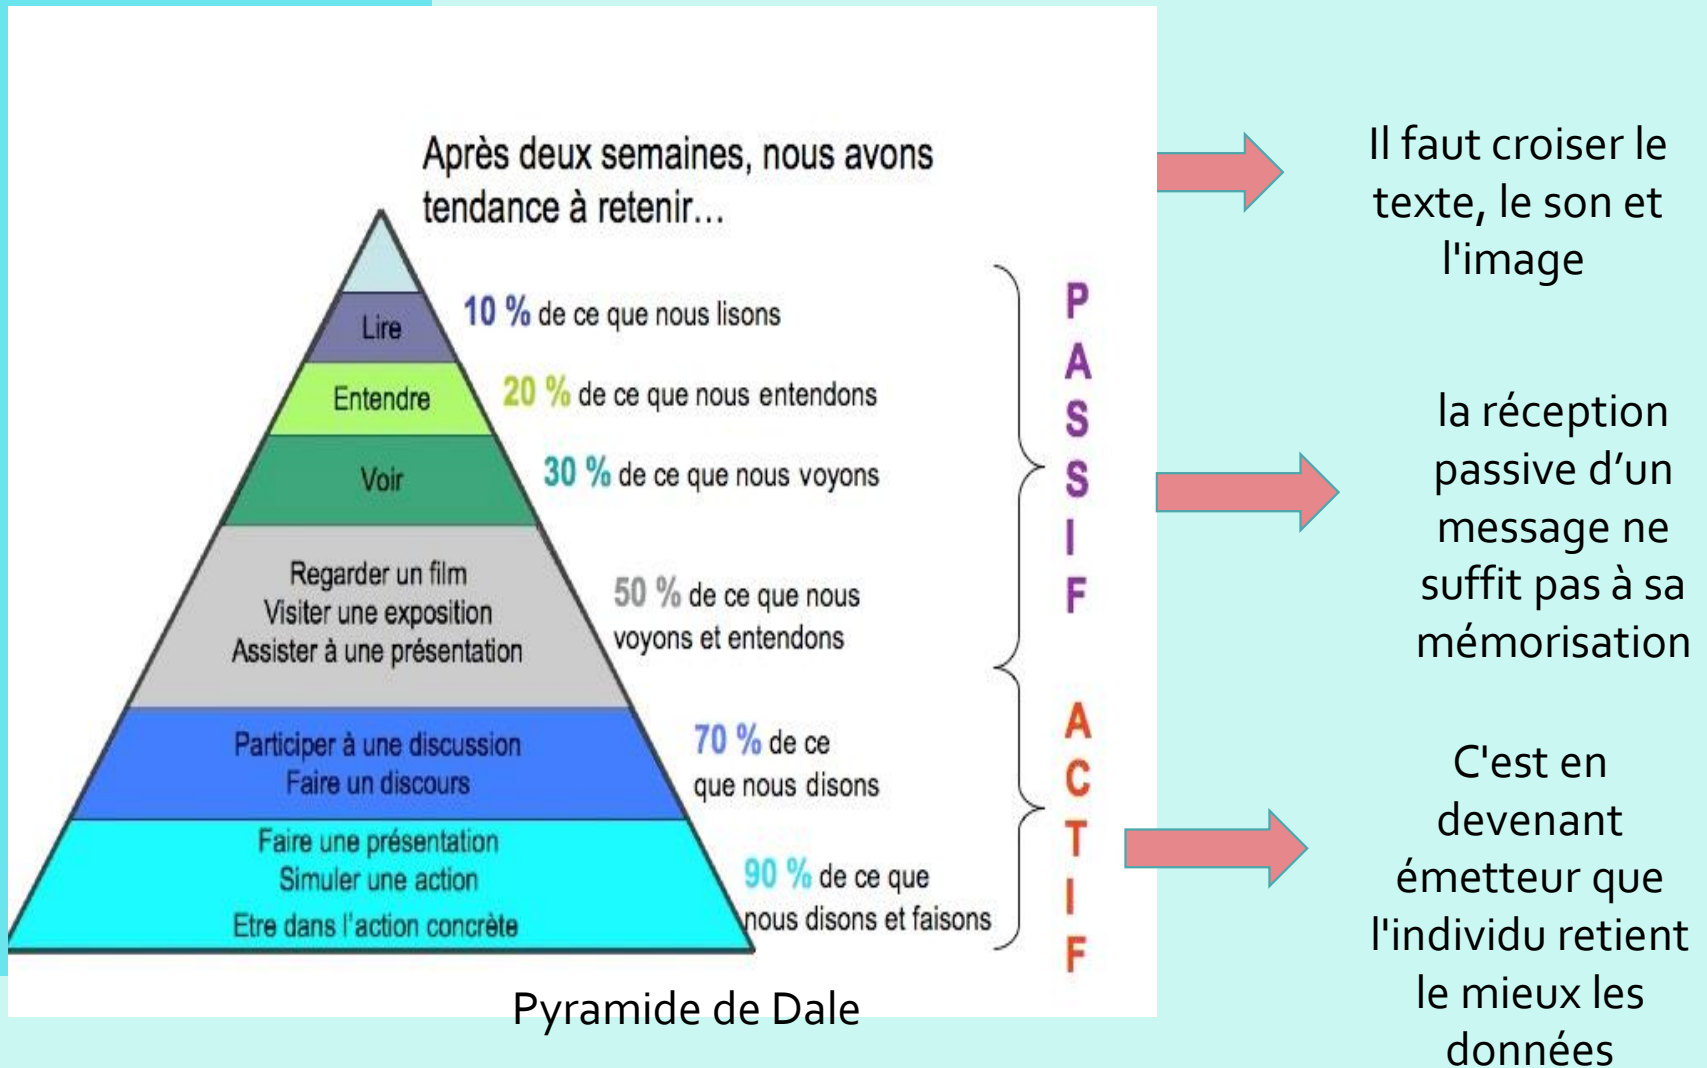 Après deux semaines, nous avons
tendance à retenir...
Lire
10 % de ce que nous lisons
Entendre
20 % de ce que nous entendons
Voir
30 % de ce que nous voyons
Regarder un film
Visiter une exposition
Assister à une présentation
50 % de ce que nous
voyons et entendons
Participer à une discussion
Faire un discours
70 % de ce
que nous disons
Faire une présentation
Simuler une action
Etre dans l'action concrète
90 % de ce que
nous disons et faisons
PASSIF
ACTIF
Pyramide de Dale
Il faut croiser le
texte, le son et
l'image
la réception
passive d’un
message ne
suffit pas à sa
mémorisation
C'est en
devenant
émetteur que
l'individu retient
le mieux les
données